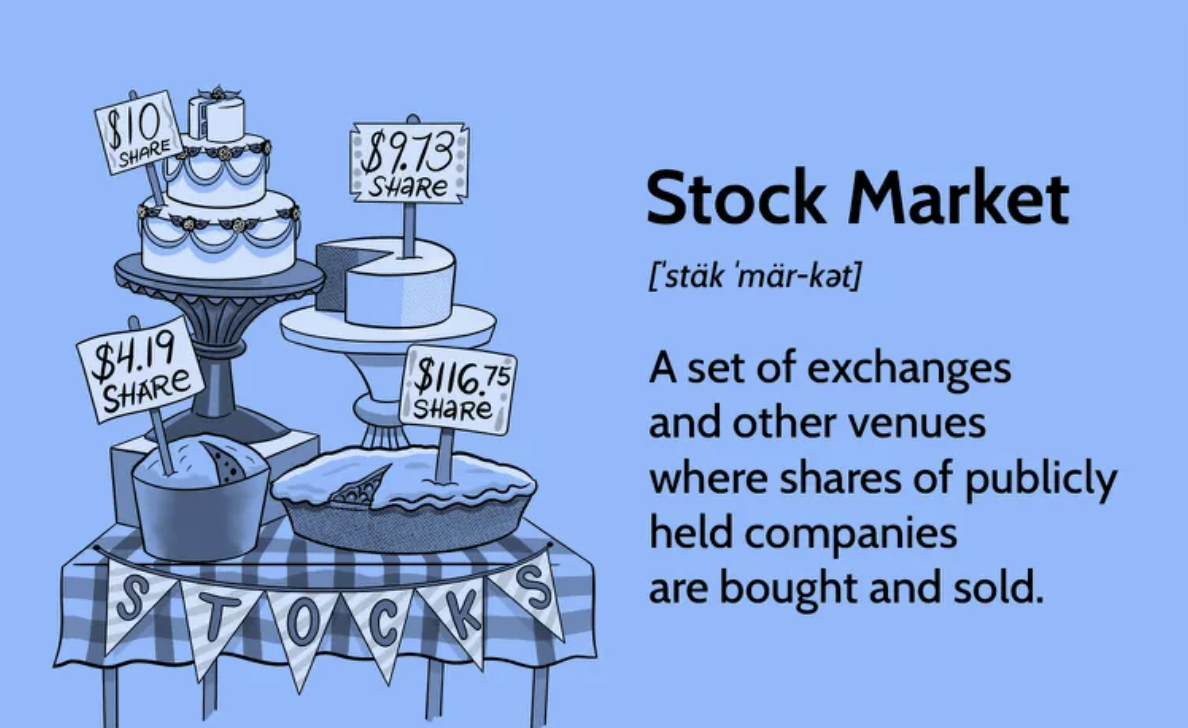 $10
SHARE
$9.73
SHARE
$4.19
SHARE
$116.75
SHARE
STOCKS
Stock Market
[ˈstäk ˈmär-kət]
A set of exchanges
and other venues
where shares of publicly
held companies
are bought and sold.